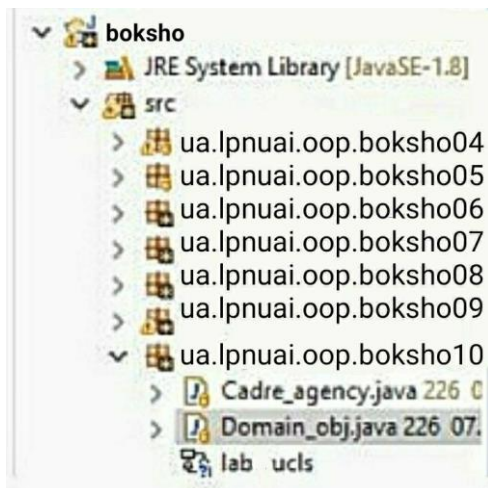 boksho
JRE System Library [JavaSE-1.8]
src
ua.lpnuai.oop.boksho04
ua.lpnuai.oop.boksho05
ua.lpnuai.oop.boksho06
ua.lpnuai.oop.boksho07
ua.lpnuai.oop.boksho08
ua.lpnuai.oop.boksho09
ua.lpnuai.oop.boksho10
Cadre_agency.java 226 0
Domain_obj.java 226 07.
lab ucls